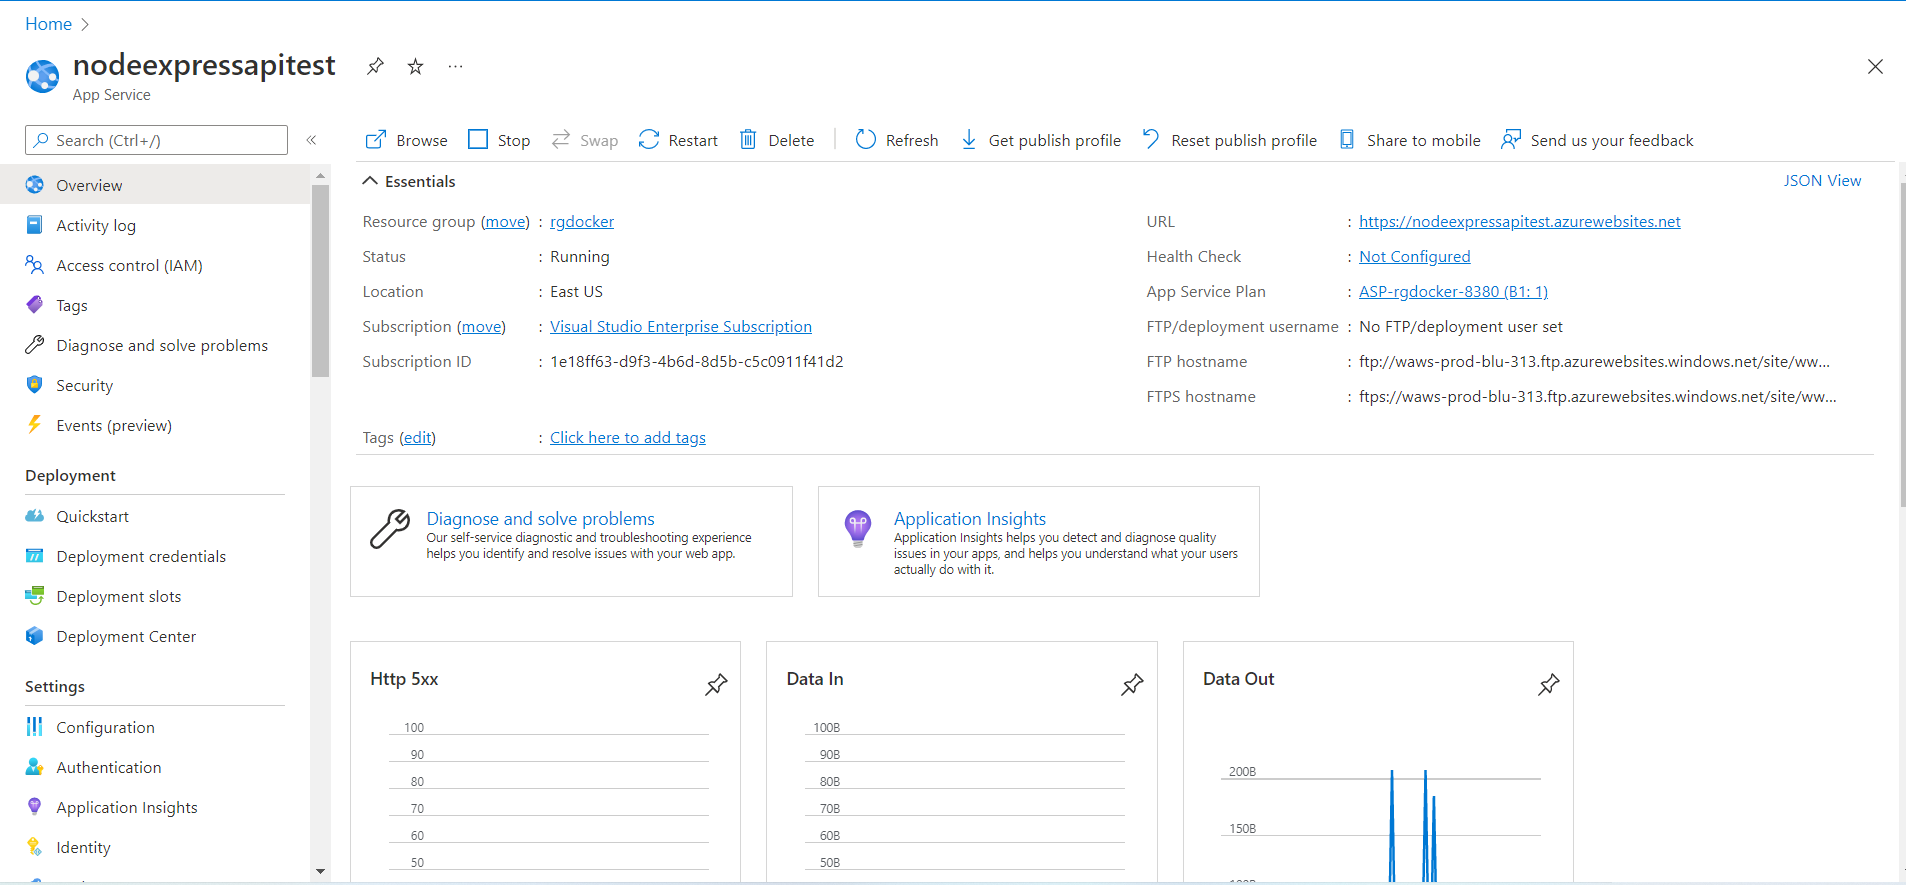 Home
nodeexpressapitest
App Service
Search (Ctrl+/)
Overview
Activity log
Access control (IAM)
Tags
Diagnose and solve problems
Security
Events (preview)
Deployment
Quickstart
Deployment credentials
Deployment slots
Deployment Center
Settings
Configuration
Authentication
Application Insights
Identity
Browse Stop Swap Restart Delete Refresh Get publish profile Reset publish profile Share to mobile Send us your feedback
Essentials
JSON View
Resource group (move) : rgdocker
Status : Running
Location : East US
Subscription (move) : Visual Studio Enterprise Subscription
Subscription ID : 1e18ff63-d9f3-4b6d-8d5b-c5c0911f41d2
Tags (edit) : Click here to add tags
URL : https://nodeexpressapitest.azurewebsites.net
Health Check : Not Configured
App Service Plan : ASP-rgdocker-8380 (B1: 1)
FTP/deployment username : No FTP/deployment user set
FTP hostname : ftp://waws-prod-blu-313.ftp.azurewebsites.windows.net/site/ww...
FTPS hostname : ftps://waws-prod-blu-313.ftp.azurewebsites.windows.net/site/ww...
Diagnose and solve problems
Our self-service diagnostic and troubleshooting experience
helps you identify and resolve issues with your web app.
Application Insights
Application Insights helps you detect and diagnose quality
issues in your apps, and helps you understand what your users
actually do with it.
Http 5xx
100
90
80
70
60
50
Data In
100B
90B
80B
70B
60B
50B
Data Out
200B
150B